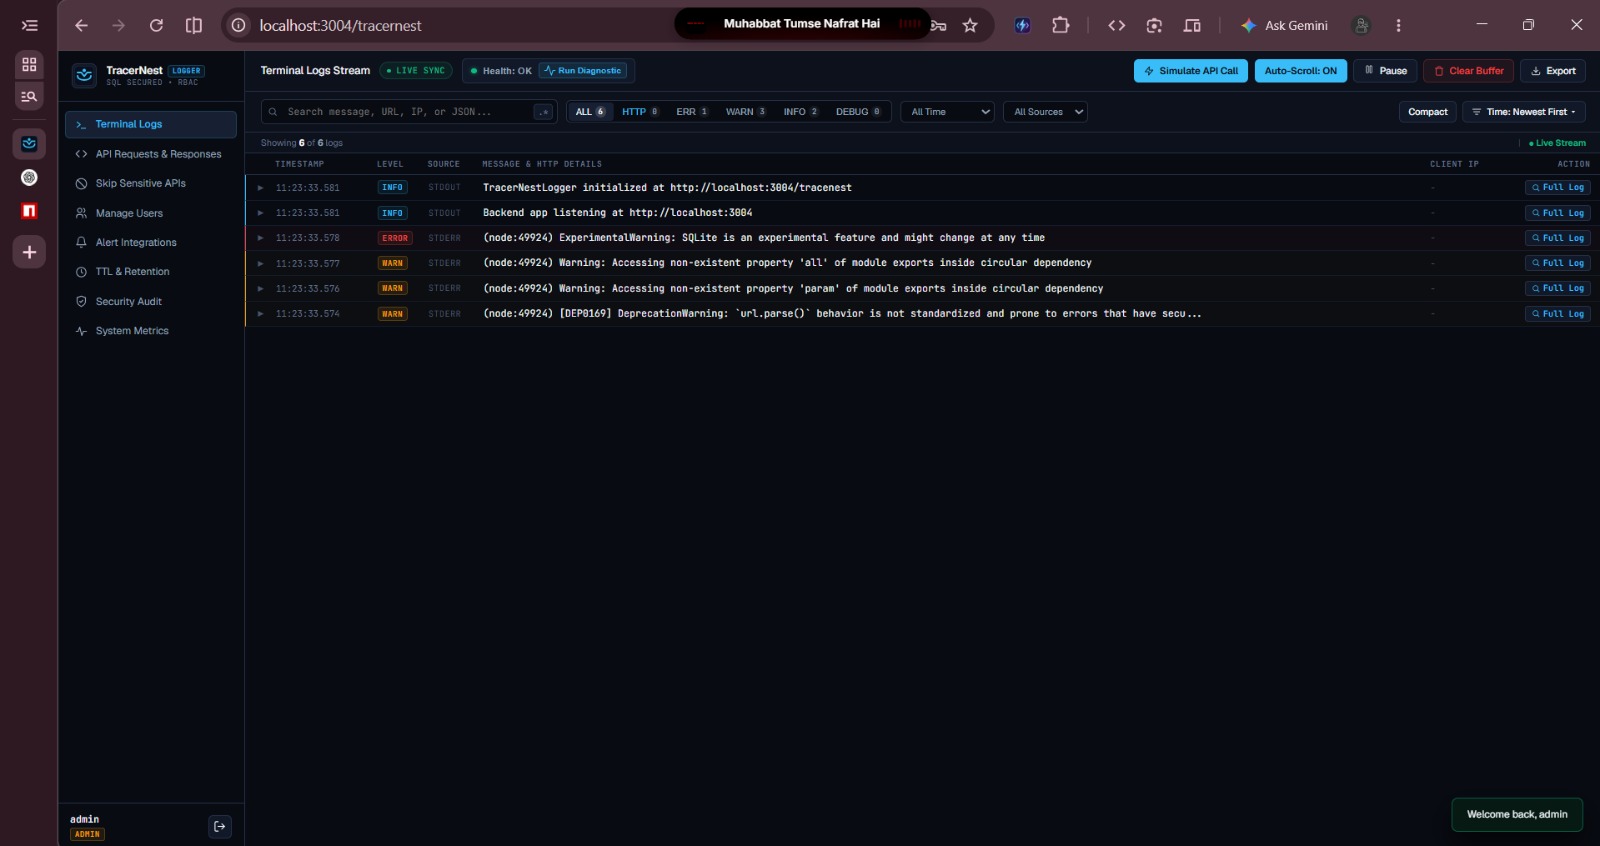 localhost:3004/tracernest
Muhabbat Tumse Nafrat Hai
Ask Gemini
TracerNest LOGGER
SQL SECURED • RBAC
Terminal Logs Stream
LIVE SYNC
Health: OK
Run Diagnostic
Simulate API Call
Auto-Scroll: ON
Pause
Clear Buffer
Export
Search message, URL, IP, or JSON...
.*
ALL 6
HTTP 0
ERR 1
WARN 3
INFO 2
DEBUG 0
All Time
All Sources
Compact
Time: Newest First
Terminal Logs
API Requests & Responses
Skip Sensitive APIs
Manage Users
Alert Integrations
TTL & Retention
Security Audit
System Metrics
Showing 6 of 6 logs
Live Stream
TIMESTAMP LEVEL SOURCE MESSAGE & HTTP DETAILS CLIENT IP ACTION
11:23:33.581 INFO STDOUT TracerNestLogger initialized at http://localhost:3004/tracenest - Full Log
11:23:33.581 INFO STDOUT Backend app listening at http://localhost:3004 - Full Log
11:23:33.578 ERROR STDERR (node:49924) ExperimentalWarning: SQLite is an experimental feature and might change at any time - Full Log
11:23:33.577 WARN STDERR (node:49924) Warning: Accessing non-existent property 'all' of module exports inside circular dependency - Full Log
11:23:33.576 WARN STDERR (node:49924) Warning: Accessing non-existent property 'param' of module exports inside circular dependency - Full Log
11:23:33.574 WARN STDERR (node:49924) [DEP0169] DeprecationWarning: `url.parse()` behavior is not standardized and prone to errors that have secu... - Full Log
admin
ADMIN
Welcome back, admin